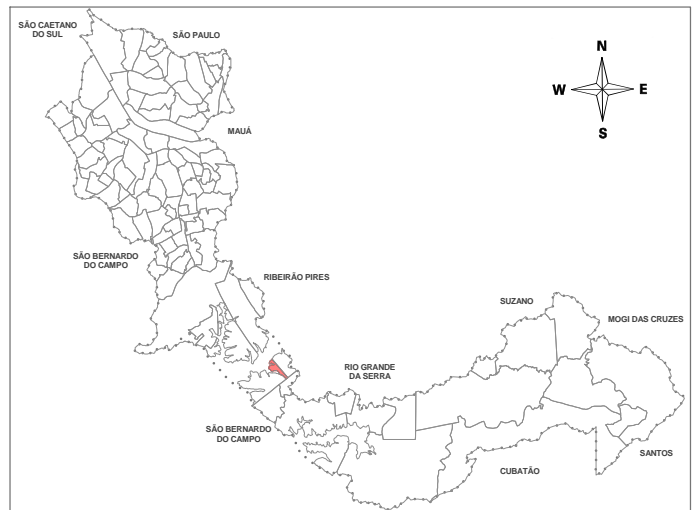 SÃO CAETANO
DO SUL
SÃO PAULO
N
W
E
S
MAUÁ
SÃO BERNARDO
DO CAMPO
RIBEIRÃO PIRES
SUZANO
MOGI DAS CRUZES
RIO GRANDE
DA SERRA
SÃO BERNARDO
DO CAMPO
SANTOS
CUBATÃO